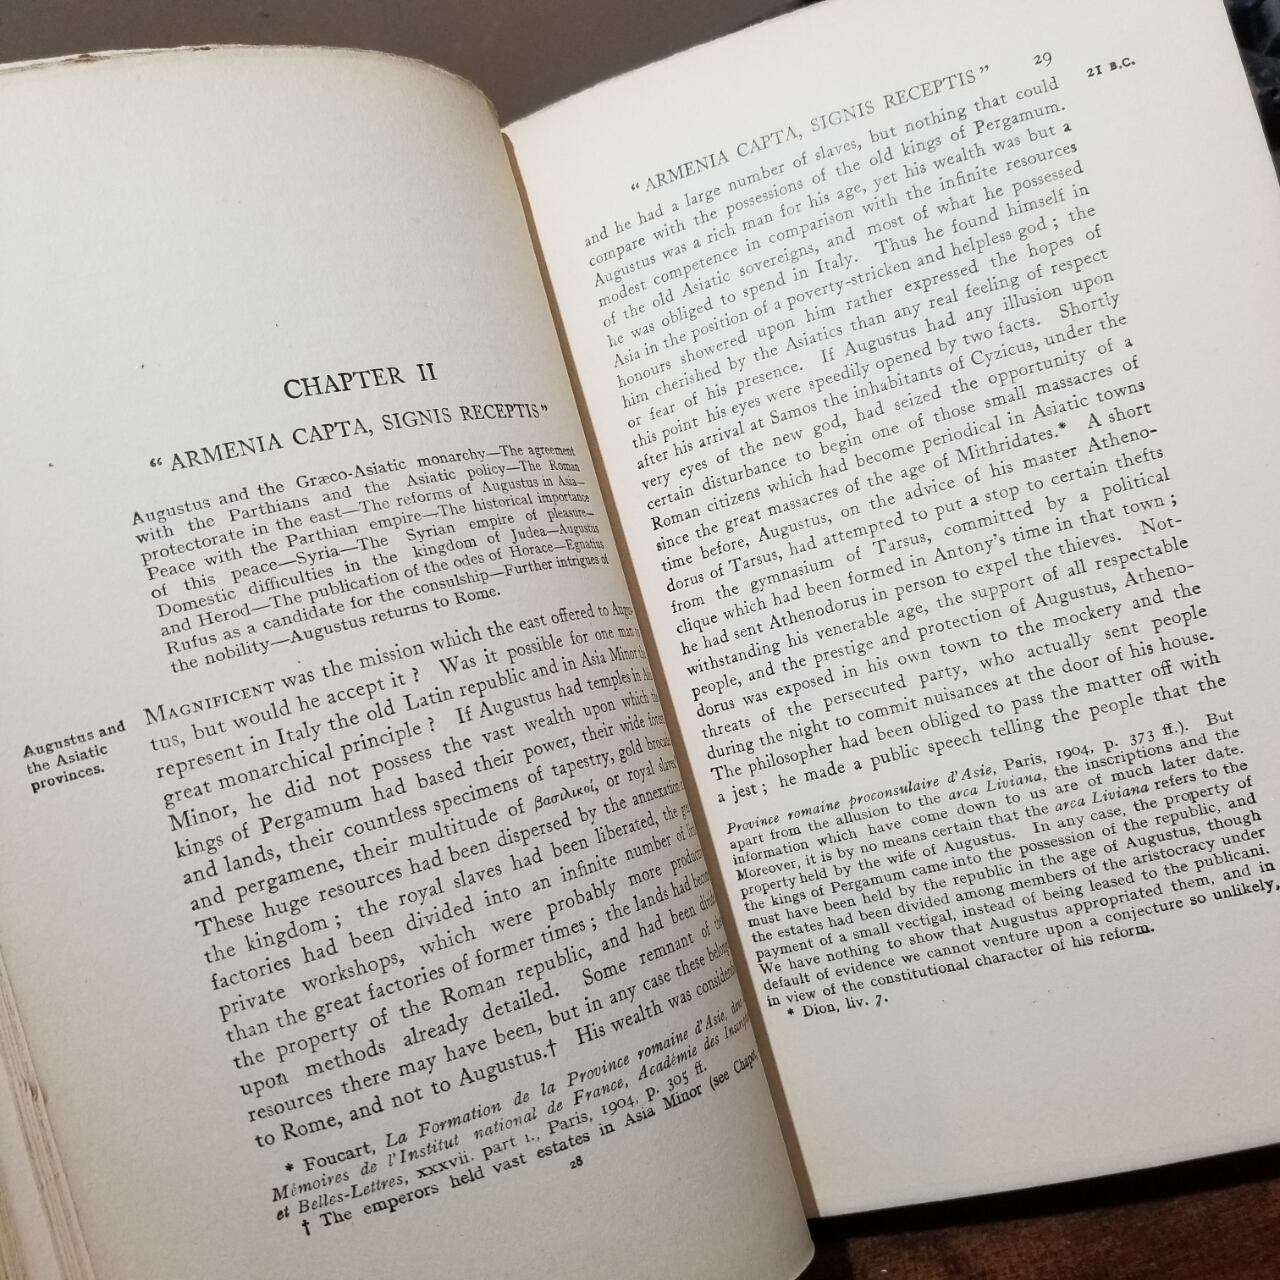 CHAPTER II
“ARMENIA CAPTA, SIGNIS RECEPTIS”
Augustus and the Græco-Asiatic monarchy—The agreement
with the Parthians and the Asiatic policy—The Roman
protectorate in the east—The reforms of Augustus in Asia—
Peace with the Parthian empire—The historical importance
of this peace—Syria—The Syrian empire of pleasure—
Domestic difficulties in the kingdom of Judea—Augustus
and Herod—The publication of the odes of Horace—Egnatius
Rufus as a candidate for the consulship—Further intrigues of
the nobility—Augustus returns to Rome.
Augustus and
the Asiatic
provinces.
MAGNIFICENT was the mission which the east offered to Augus-
tus, but would he accept it? Was it possible for one man to
represent in Italy the old Latin republic and in Asia Minor the
great monarchical principle? If Augustus had temples in
Minor, he did not possess the vast wealth upon which the
kings of Pergamum had based their power, their wide
and lands, their countless specimens of tapestry, gold
and pergamene, their multitude of βασιλικοί, or royal
These huge resources had been dispersed by the annexation
the kingdom; the royal slaves had been liberated, the
factories had been divided into an infinite number of
private workshops, which were probably more
than the great factories of former times; the lands had
the property of the Roman republic, and had been
upon methods already detailed. Some remnant of
resources there may have been, but in any case these
to Rome, and not to Augustus.† His wealth was
* Foucart, La Formation de la Province romaine d'Asie,
Mémoires de l'Institut national de France, Académie des
et Belles-Lettres, xxxvii. part 1., Paris, 1904, p. 305 ff.
† The emperors held vast estates in Asia Minor (see
28
“ARMENIA CAPTA, SIGNIS RECEPTIS” 29
21 B.C.
and he had a large number of slaves, but nothing that could
compare with the possessions of the old kings of Pergamum.
Augustus was a rich man for his age, yet his wealth was but a
modest competence in comparison with the infinite resources
of the old Asiatic sovereigns, and most of what he possessed
he was obliged to spend in Italy. Thus he found himself in
Asia in the position of a poverty-stricken and helpless god; the
honours showered upon him rather expressed the hopes of
him cherished by the Asiatics than any real feeling of respect
or fear of his presence. If Augustus had any illusion upon
this point his eyes were speedily opened by two facts. Shortly
after his arrival at Samos the inhabitants of Cyzicus, under the
very eyes of the new god, had seized the opportunity of a
certain disturbance to begin one of those small massacres of
Roman citizens which had become periodical in Asiatic towns
since the great massacres of the age of Mithridates.* A short
time before, Augustus, on the advice of his master Atheno-
dorus of Tarsus, had attempted to put a stop to certain thefts
from the gymnasium of Tarsus, committed by a political
clique which had been formed in Antony's time in that town;
he had sent Athenodorus in person to expel the thieves. Not-
withstanding his venerable age, the support of all respectable
people, and the prestige and protection of Augustus, Atheno-
dorus was exposed in his own town to the mockery and the
threats of the persecuted party, who actually sent people
during the night to commit nuisances at the door of his house.
The philosopher had been obliged to pass the matter off with
a jest; he made a public speech telling the people that the
Province romaine proconsulaire d'Asie, Paris, 1904, p. 373 ff.). But
apart from the allusion to the arca Liviana, the inscriptions and the
information which have come down to us are of much later date.
Moreover, it is by no means certain that the arca Liviana refers to the
property held by the wife of Augustus. In any case, the property of
the kings of Pergamum came into the possession of the republic, and
must have been held by the republic in the age of Augustus, though
the estates had been divided among members of the aristocracy under
payment of a small vectigal, instead of being leased to the publicani.
We have nothing to show that Augustus appropriated them, and in
default of evidence we cannot venture upon a conjecture so unlikely,
in view of the constitutional character of his reform.
* Dion, liv. 7.